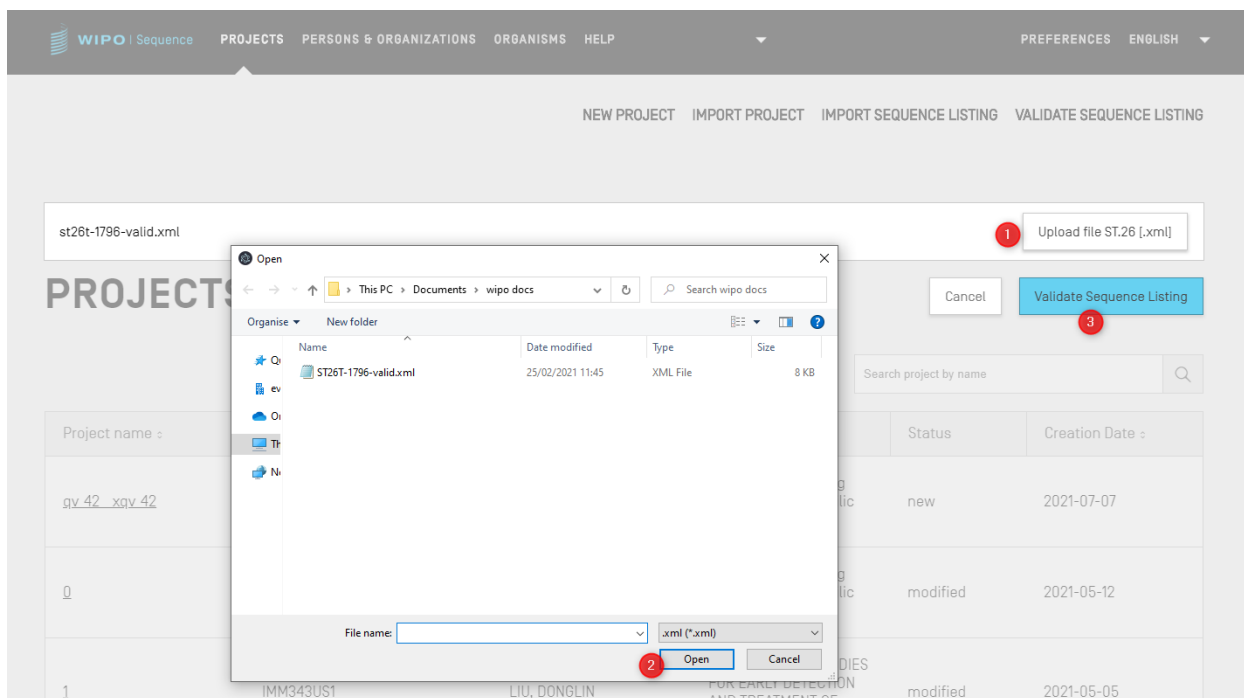 WIPO | Sequence PROJECTS PERSONS & ORGANIZATIONS ORGANISMS HELP PREFERENCES ENGLISH
NEW PROJECT IMPORT PROJECT IMPORT SEQUENCE LISTING VALIDATE SEQUENCE LISTING
st26t-1796-valid.xml 1 Upload file ST.26 [.xml]
Open
PROJECTS Cancel Validate Sequence Listing
This PC > Documents > wipo docs Search wipo docs
3
Organise New folder
Name Date modified Type Size
ST26T-1796-valid.xml 25/02/2021 11:45 XML File 8 KB
Search project by name
Project name Status Creation Date
qv_42__xqv_42 new 2021-07-07
0 modified 2021-05-12
File name: .xml (*.xml)
2 Open Cancel
1 IMM343US1 LIU, DONGLIN FOR EARLY DETECTION modified 2021-05-05
AND TREATMENT OF